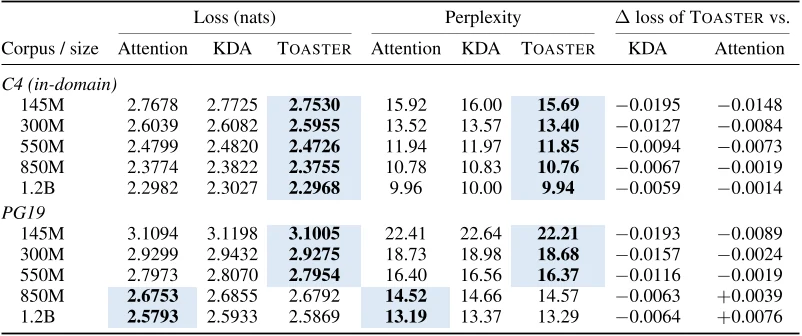 Loss (nats) Perplexity Δ loss of TOASTER vs.
Corpus / size Attention KDA TOASTER Attention KDA TOASTER KDA Attention
C4 (in-domain)
145M 2.7678 2.7725 2.7530 15.92 16.00 15.69 −0.0195 −0.0148
300M 2.6039 2.6082 2.5955 13.52 13.57 13.40 −0.0127 −0.0084
550M 2.4799 2.4820 2.4726 11.94 11.97 11.85 −0.0094 −0.0073
850M 2.3774 2.3822 2.3755 10.78 10.83 10.76 −0.0067 −0.0019
1.2B 2.2982 2.3027 2.2968 9.96 10.00 9.94 −0.0059 −0.0014
PG19
145M 3.1094 3.1198 3.1005 22.41 22.64 22.21 −0.0193 −0.0089
300M 2.9299 2.9432 2.9275 18.73 18.98 18.68 −0.0157 −0.0024
550M 2.7973 2.8070 2.7954 16.40 16.56 16.37 −0.0116 −0.0019
850M 2.6753 2.6855 2.6792 14.52 14.66 14.57 −0.0063 +0.0039
1.2B 2.5793 2.5933 2.5869 13.19 13.37 13.29 −0.0064 +0.0076